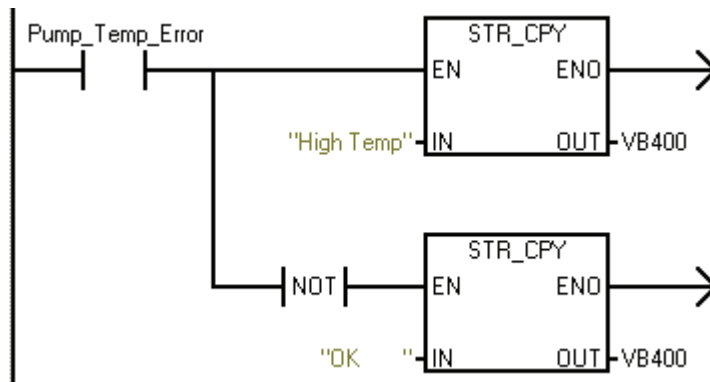 Pump_Temp_Error
STR_CPY
EN ENO
"High Temp" IN OUT VB400
STR_CPY
NOT EN ENO
"OK      " IN OUT VB400